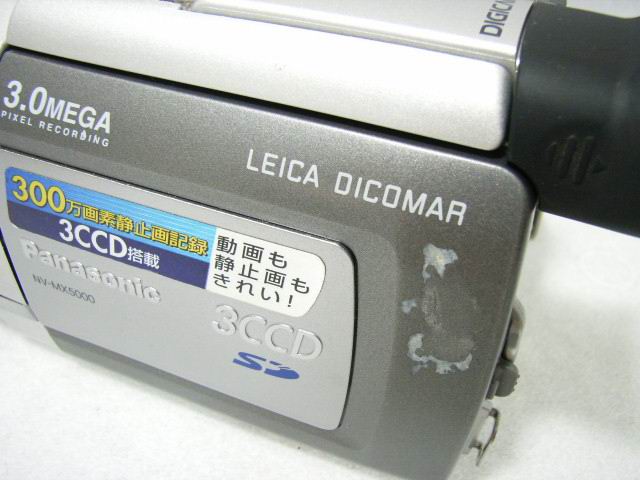 DIGICA
3.0MEGA
PIXEL RECORDING
LEICA DICOMAR
300万画素静止画記録
3CCD搭載
動画も
静止画も
きれい!
Panasonic
NV-MX5000
3CCD
SD